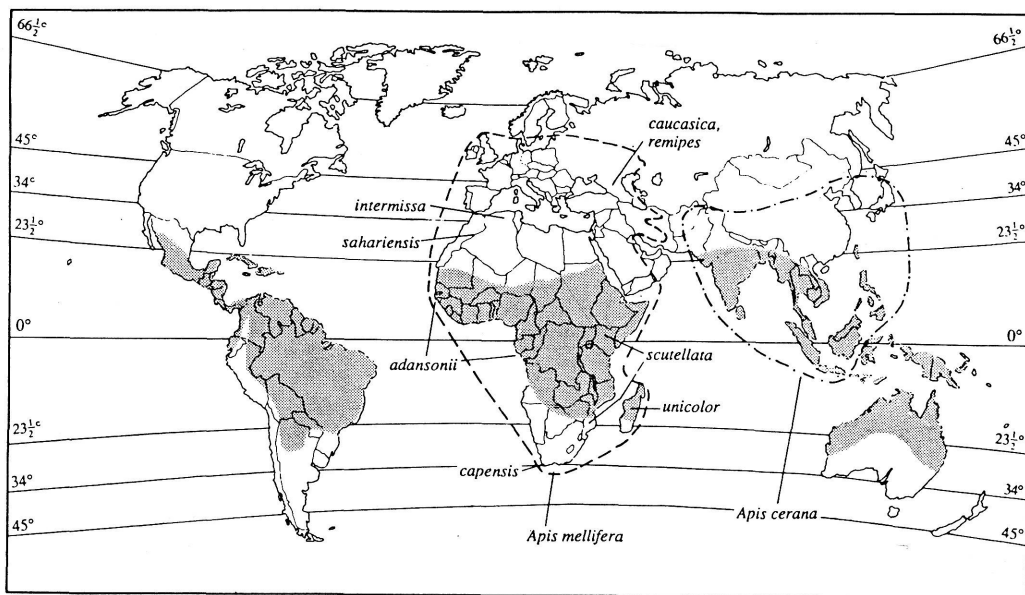 66½°
66½°
45°
45°
34°
34°
23½°
23½°
0°
0°
23½°
23½°
34°
34°
45°
45°
caucasica,
remipes
intermissa
sahariensis
adansonii
scutellata
unicolor
capensis
Apis mellifera
Apis cerana